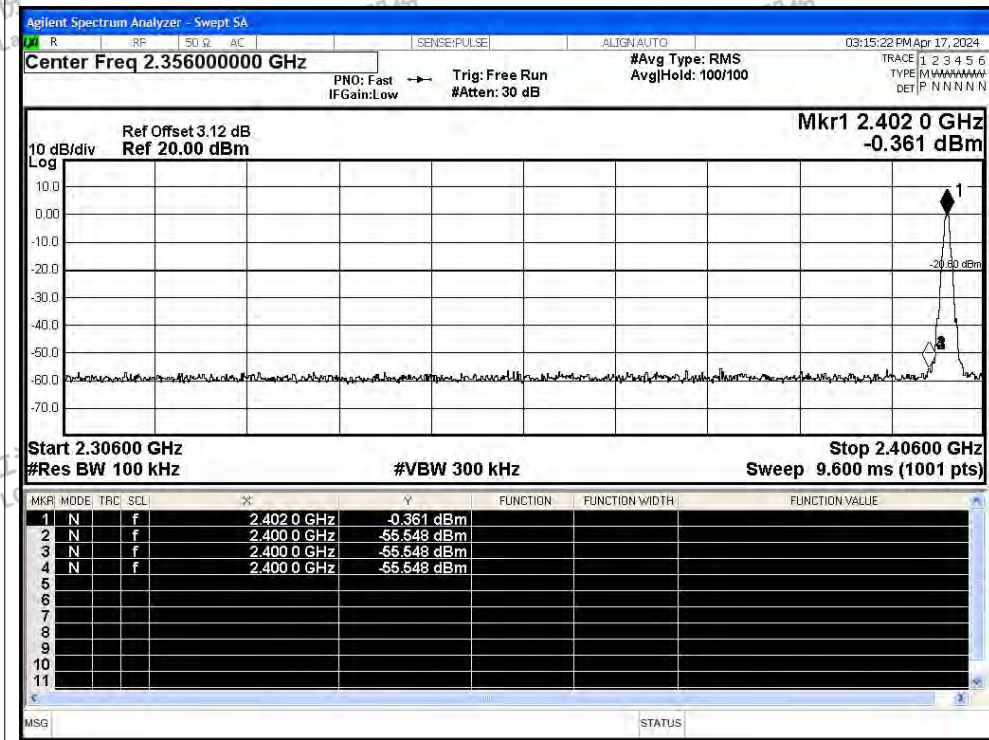 Agilent Spectrum Analyzer - Swept SA
LXI R RF 50 Ω AC SENSE:PULSE ALIGN AUTO 03:15:22 PM Apr 17, 2024
Center Freq 2.356000000 GHz #Avg Type: RMS TRACE 1 2 3 4 5 6
PNO: Fast Trig: Free Run Avg|Hold: 100/100 TYPE M WWWWW
IFGain:Low #Atten: 30 dB DET P N N N N N
Mkr1 2.402 0 GHz
Ref Offset 3.12 dB
10 dB/div Ref 20.00 dBm -0.361 dBm
Log
10.0
1
0.00
-10.0
-20.0
-20.60 dBm
-30.0
-40.0
-50.0
-60.0
-70.0
Start 2.30600 GHz Stop 2.40600 GHz
#Res BW 100 kHz #VBW 300 kHz Sweep 9.600 ms (1001 pts)
MKR MODE TRC SCL X Y FUNCTION FUNCTION WIDTH FUNCTION VALUE
1 N f 2.402 0 GHz -0.361 dBm
2 N f 2.400 0 GHz -55.548 dBm
3 N f 2.400 0 GHz -55.548 dBm
4 N f 2.400 0 GHz -55.548 dBm
5
6
7
8
9
10
11
MSG STATUS